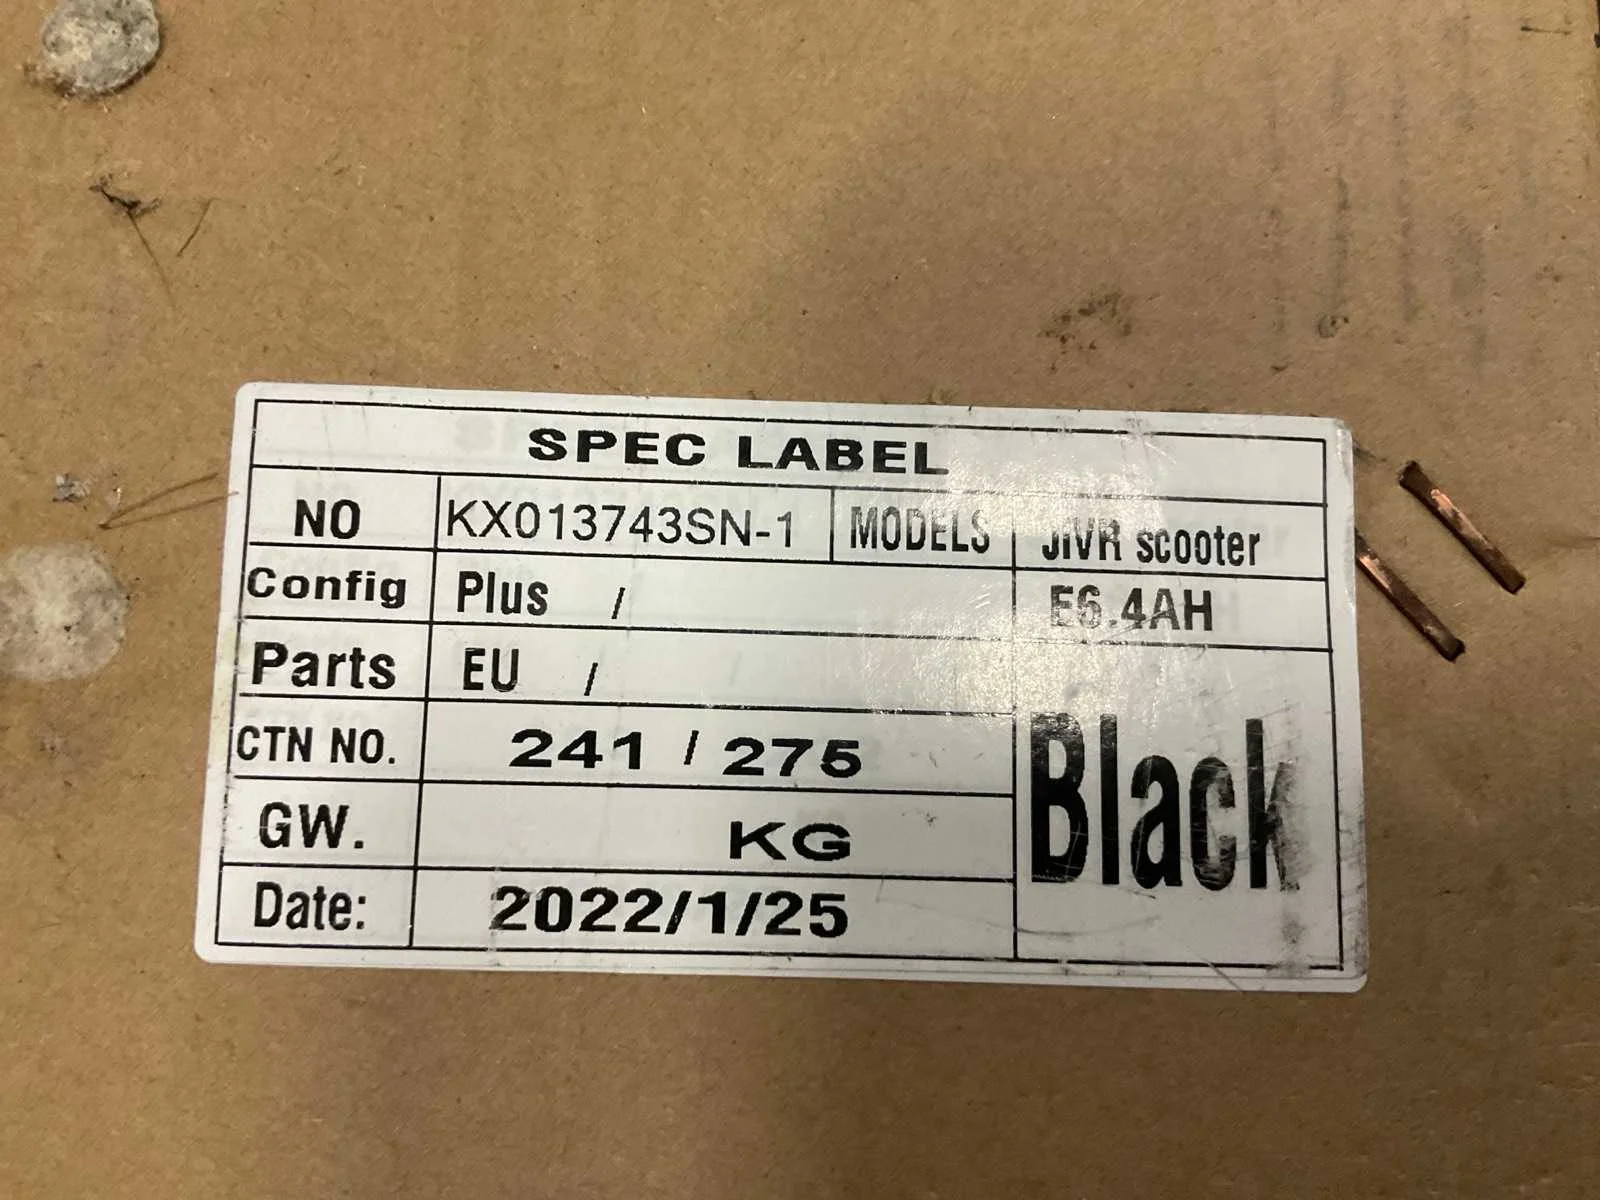 SPEC LABEL
NO KX013743SN-1 MODELS JIVR scooter
Config Plus / E6.4AH
Parts EU /
CTN NO. 241 / 275 Black
GW. KG
Date: 2022/1/25